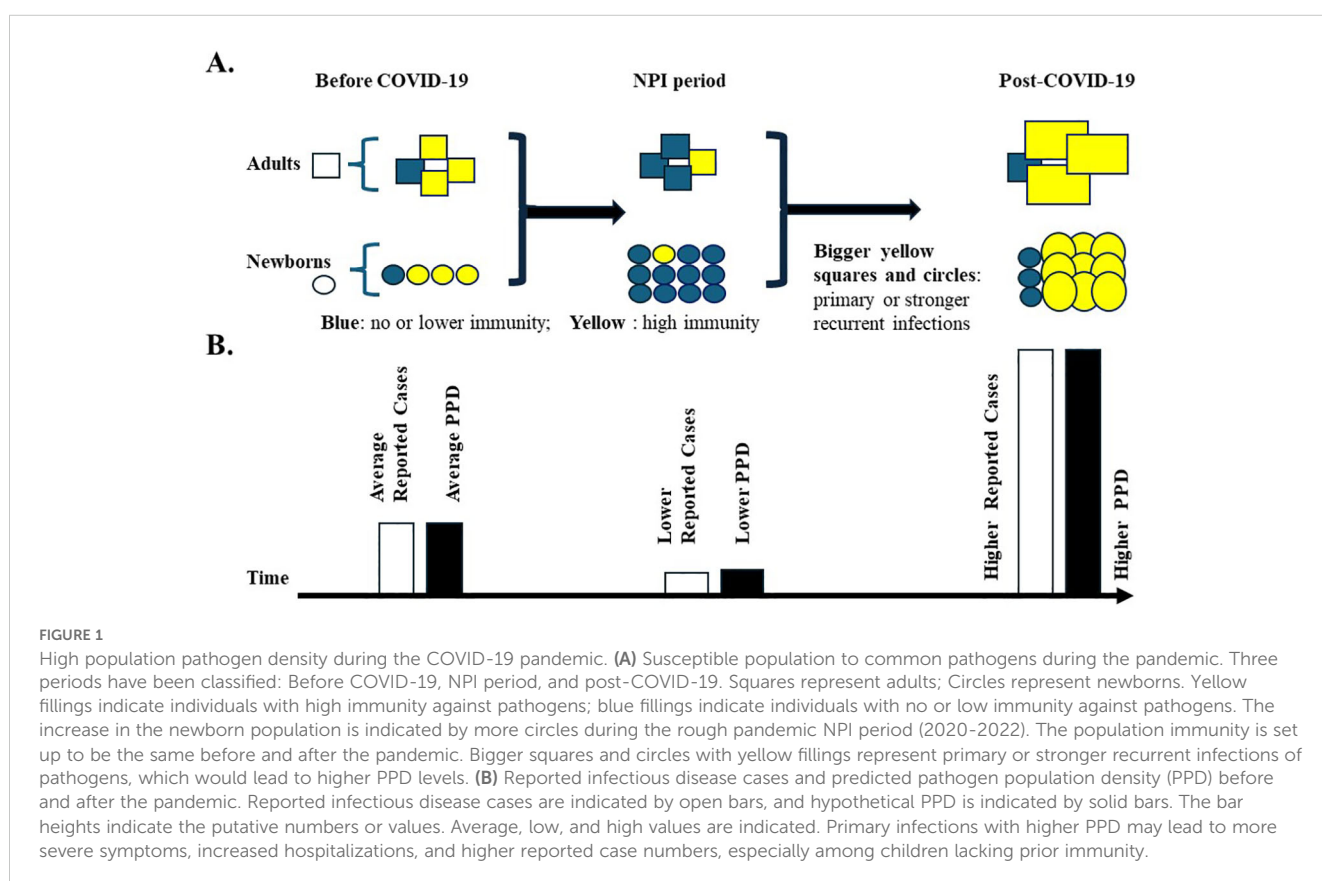 A.
Before COVID-19
NPI period
Post-COVID-19
Adults
Newborns
Bigger yellow
squares and circles:
primary or stronger
recurrent infections
Blue: no or lower immunity; Yellow : high immunity
B.
Average
Reported Cases
Average PPD
Lower
Reported Cases
Lower PPD
Higher Reported Cases
Higher PPD
Time
FIGURE 1
High population pathogen density during the COVID-19 pandemic. (A) Susceptible population to common pathogens during the pandemic. Three
periods have been classified: Before COVID-19, NPI period, and post-COVID-19. Squares represent adults; Circles represent newborns. Yellow
fillings indicate individuals with high immunity against pathogens; blue fillings indicate individuals with no or low immunity against pathogens. The
increase in the newborn population is indicated by more circles during the rough pandemic NPI period (2020-2022). The population immunity is set
up to be the same before and after the pandemic. Bigger squares and circles with yellow fillings represent primary or stronger recurrent infections of
pathogens, which would lead to higher PPD levels. (B) Reported infectious disease cases and predicted pathogen population density (PPD) before
and after the pandemic. Reported infectious disease cases are indicated by open bars, and hypothetical PPD is indicated by solid bars. The bar
heights indicate the putative numbers or values. Average, low, and high values are indicated. Primary infections with higher PPD may lead to more
severe symptoms, increased hospitalizations, and higher reported case numbers, especially among children lacking prior immunity.